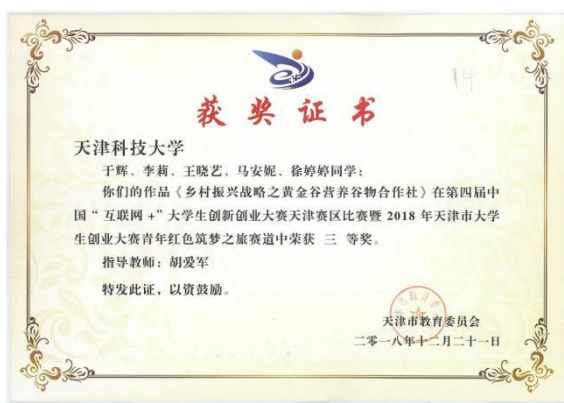 14
获奖证书
天津科技大学
于辉、李莉、王晓艺、马安妮、徐婷婷同学：
你们的作品《乡村振兴战略之黄金谷营养谷物合作社》在第四届中
国“互联网+”大学生创新创业大赛天津赛区比赛暨 2018 年天津市大学
生创业大赛青年红色筑梦之旅赛道中荣获 三 等奖。
指导教师：胡爱军
特发此证，以资鼓励。
天津市教育委员会
二零一八年十二月二十一日